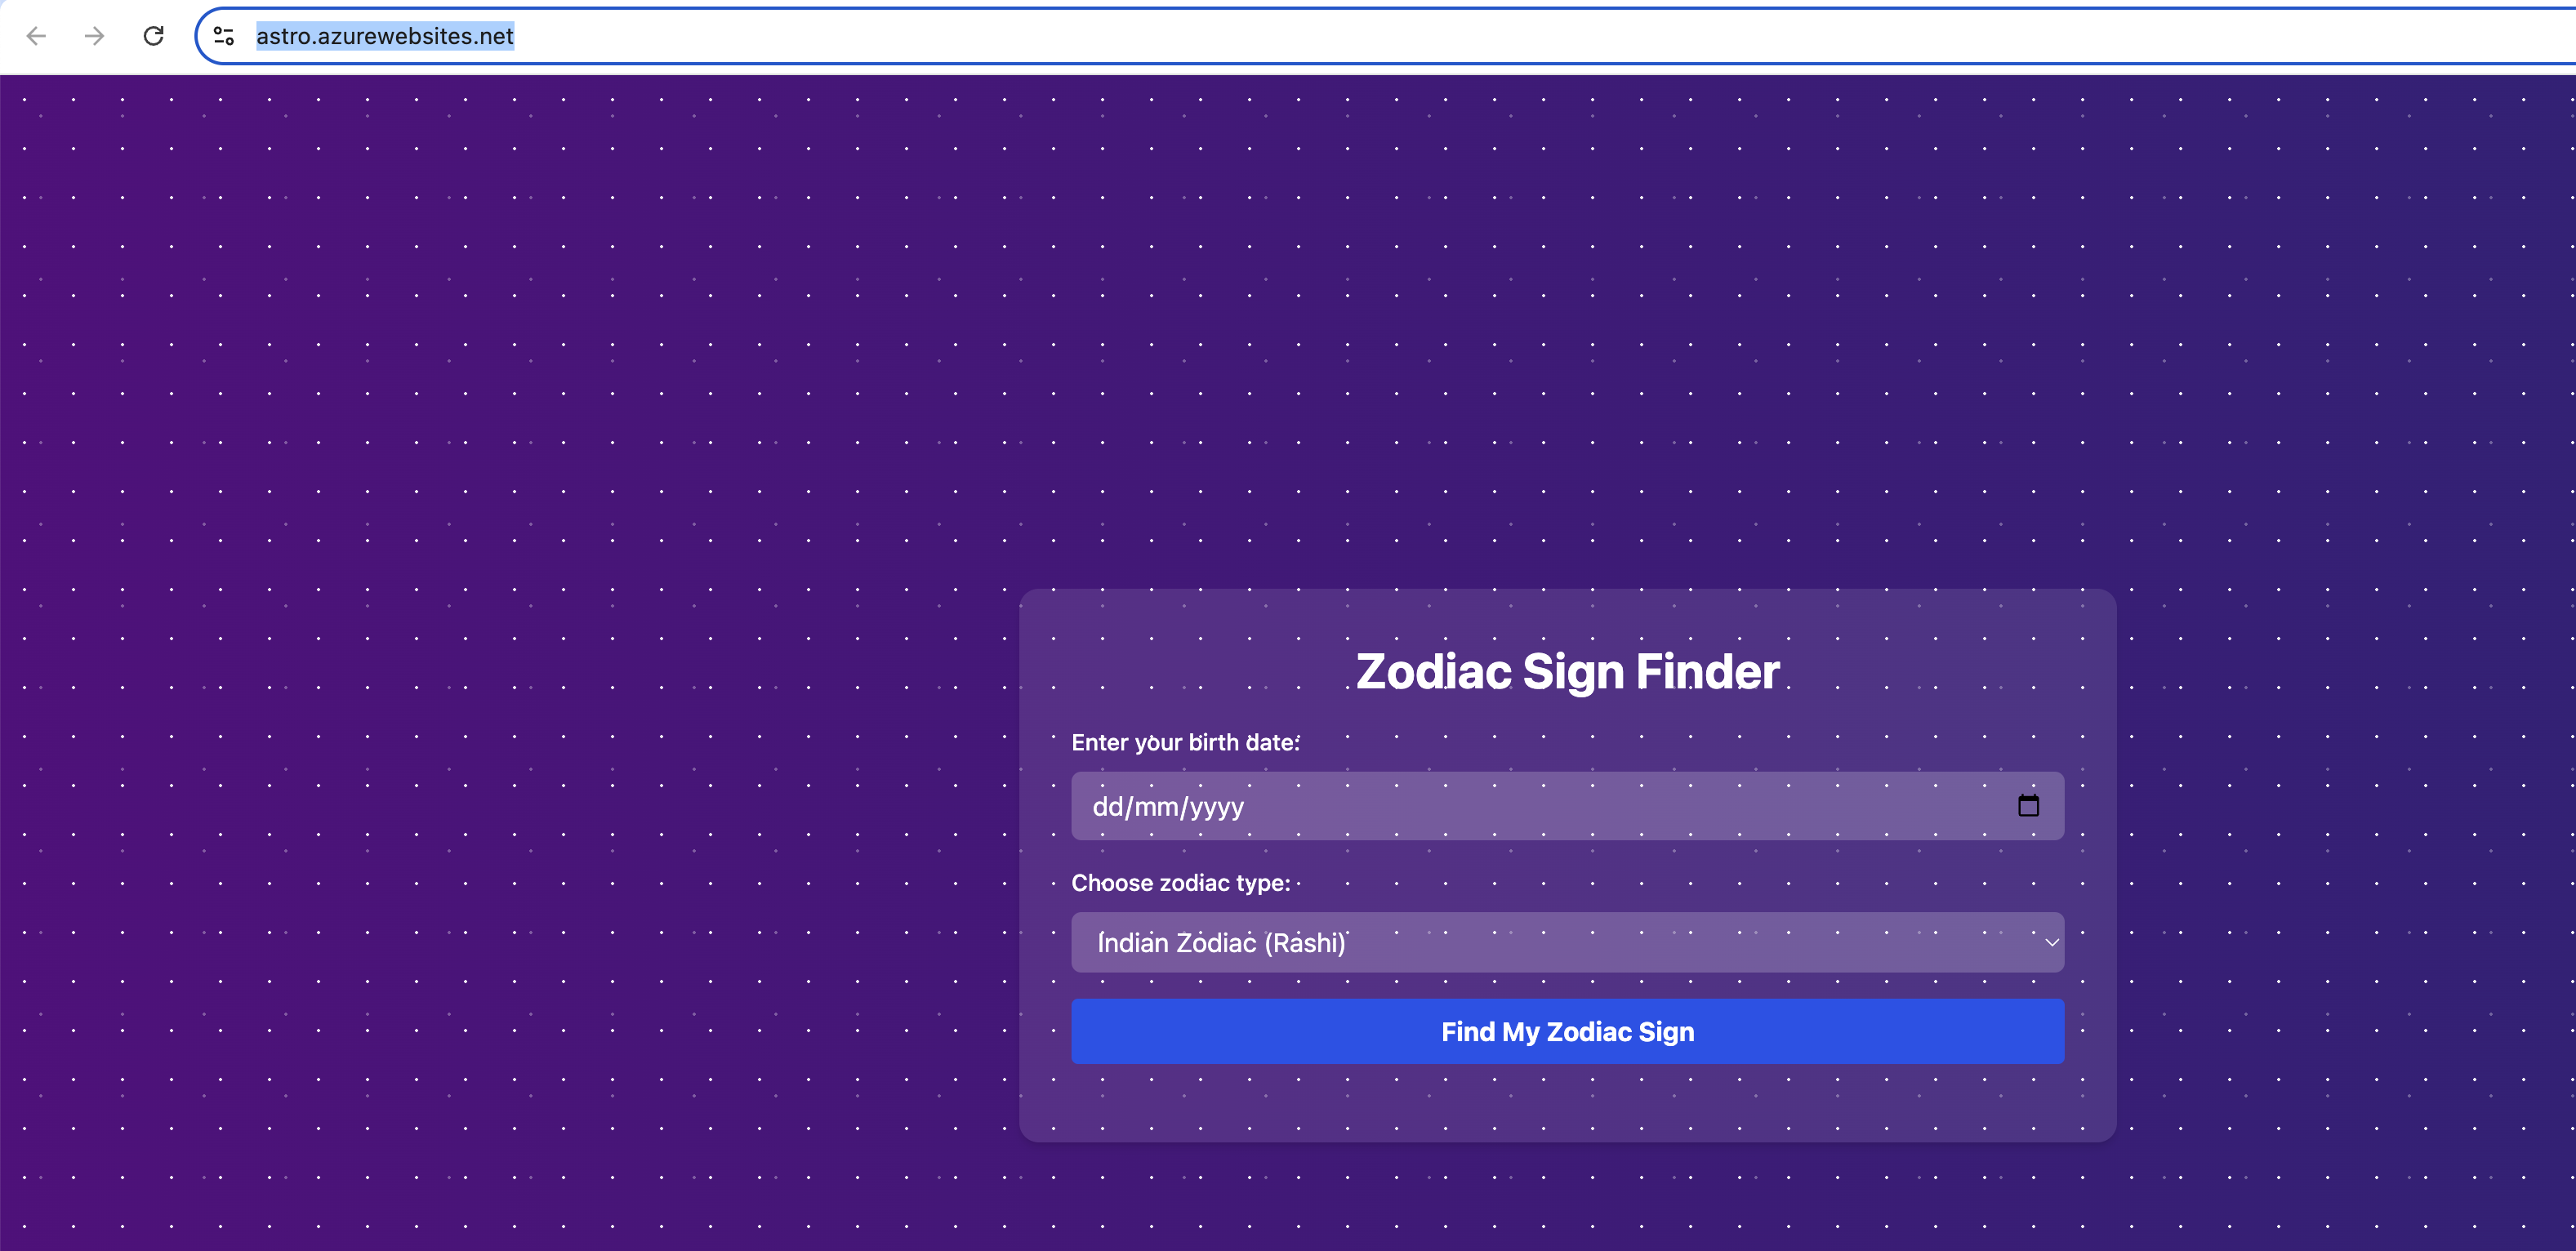 astro.azurewebsites.net
Zodiac Sign Finder
Enter your birth date:
dd/mm/yyyy
Choose zodiac type:
Indian Zodiac (Rashi)
Find My Zodiac Sign